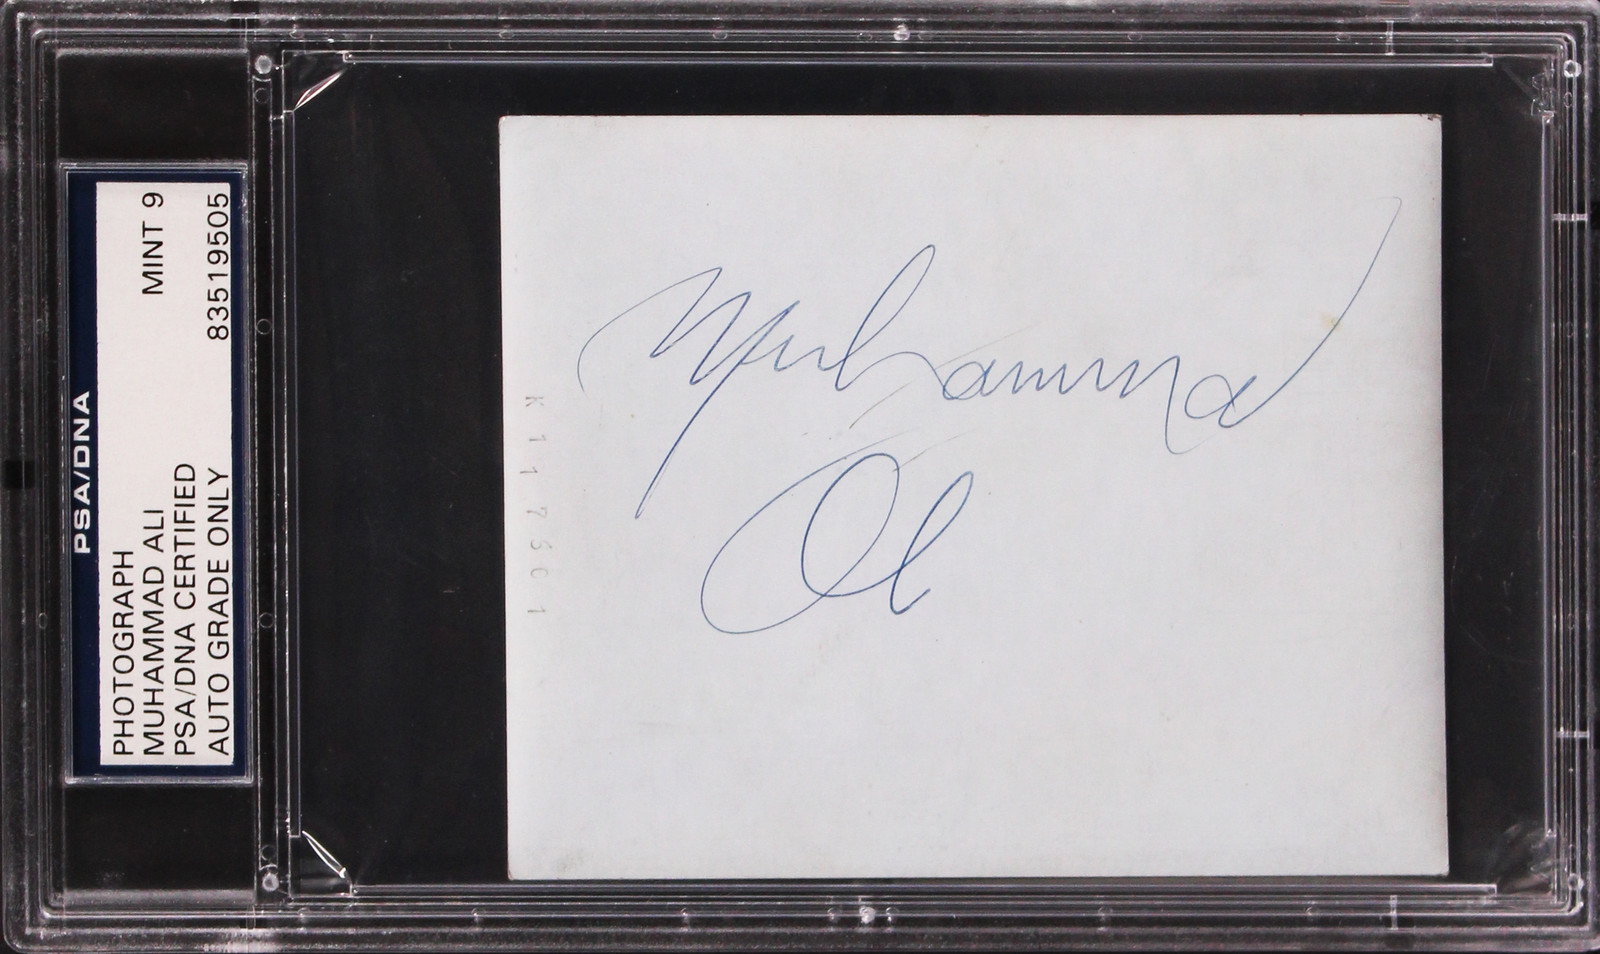 PSA/DNA
PHOTOGRAPH
MUHAMMAD ALI MINT 9
PSA/DNA CERTIFIED
AUTO GRADE ONLY 83519505
Muhammad
Ali